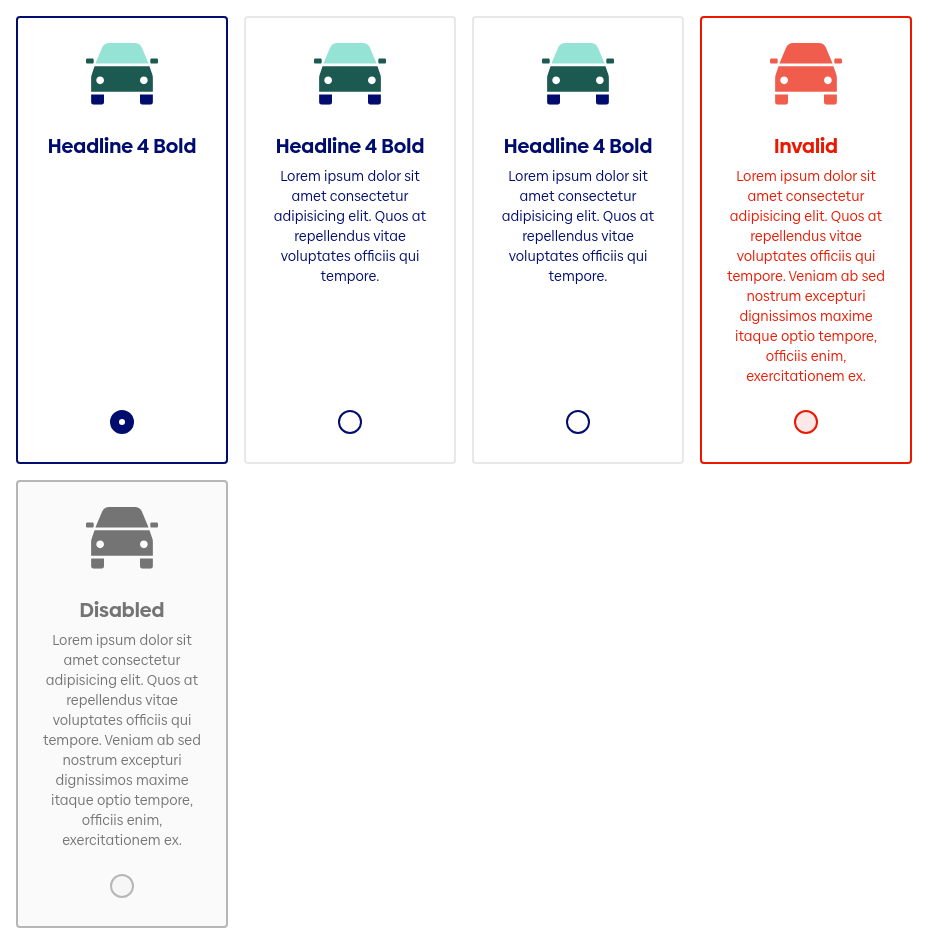 Headline 4 Bold
Headline 4 Bold
Lorem ipsum dolor sit
amet consectetur
adipisicing elit. Quos at
repellendus vitae
voluptates officiis qui
tempore.
Headline 4 Bold
Lorem ipsum dolor sit
amet consectetur
adipisicing elit. Quos at
repellendus vitae
voluptates officiis qui
tempore.
Invalid
Lorem ipsum dolor sit
amet consectetur
adipisicing elit. Quos at
repellendus vitae
voluptates officiis qui
tempore. Veniam ab sed
nostrum excepturi
dignissimos maxime
itaque optio tempore,
officiis enim,
exercitationem ex.
Disabled
Lorem ipsum dolor sit
amet consectetur
adipisicing elit. Quos at
repellendus vitae
voluptates officiis qui
tempore. Veniam ab sed
nostrum excepturi
dignissimos maxime
itaque optio tempore,
officiis enim,
exercitationem ex.